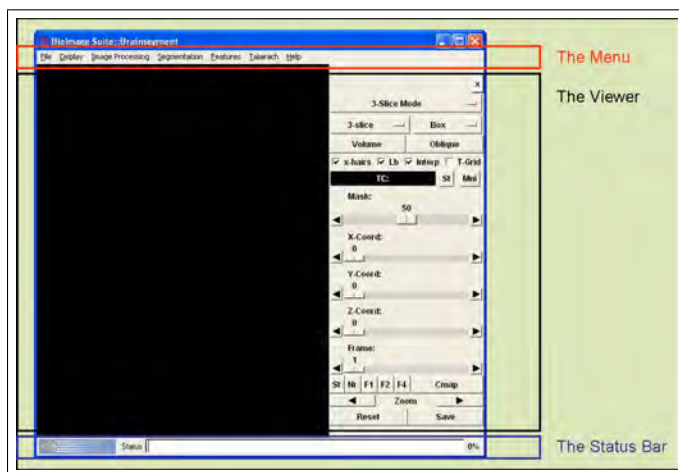 BioImage Suite::Brainsegment
File Display Image Processing Segmentation Features Talairach Help
The Menu
x
The Viewer
3-Slice Mode
3-slice Box
Volume Oblique
x-hairs Lb Interp T-Grid
TC: St Mni
Mask:
50
X-Coord:
0
Y-Coord:
0
Z-Coord:
0
Frame:
1
St Nr F1 F2 F4 Cmap
Zoom
Reset Save
Status 0%
The Status Bar